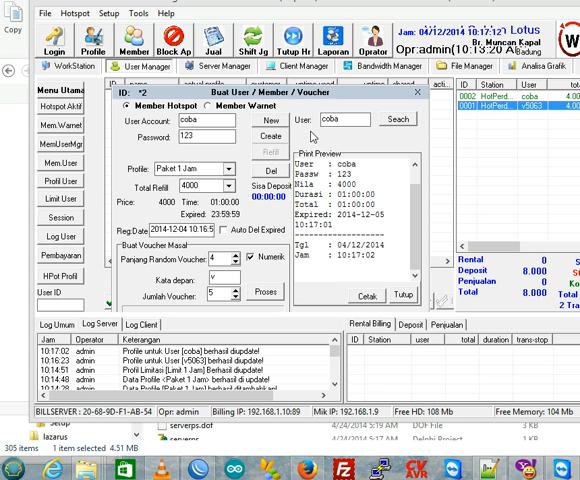 Copy
File Hotspot Setup Tools Help
Login Profile Member Block Ap Jual Shift Jg Tutup Hr Laporan Oprator
Jam: 04/12/2014 10:17:12 Lotus
Br. Muncan Kapal
Badung
Opr:admin(10:13:20 A
WorkStation User Manager Server Manager Client Manager Bandwidth Manager File Manager Analisa Grafik
Menu Utama
Hotspot Aktif
Mem.Warnet
MemUserMgr
Mem.User
Profil User
Limit User
Session
Log User
Pembayaran
HPot Profil
User ID
ID: *2 Buat User / Member / Voucher
Member Hotspot Member Warnet
User Account: coba
Password: 123
New
Create
Refill
Del
User: coba Seach
Profile: Paket 1 Jam
Total Refill 4000
Sisa Deposit
00:00:00
Price: 4000 Time: 01:00:00
Expired: 23:59:59
Reg.Date 2014-12-04 10:16:5 Auto Del Expired
Buat Voucher Masal
Panjang Random Voucher: 4 Numerik
Kata depan: v
Jumlah Voucher: 5 Proses
Print Preview
User : coba
Passw : 123
Nila : 4000
Durasi : 01:00:00
Total : 01:00:00
Expired: 2014-12-05
10:17:01
--------------------
Tgl : 04/12/2014
Jam : 10:17:02
Cetak Tutup
ID Station User
0002 HotPerd... coba 4.00
0001 HotPerd... v5063 4.00
Rental 0
Deposit 8.000
Penjualan 0
Total 8.000
Total
2 Tra
Log Umum Log Server Log Client
Jam Operator Keterangan
10:17:02 admin Profile untuk User [coba] berhasil diupdate!
10:16:23 admin Profile untuk User [v5063] berhasil diupdate!
10:14:51 admin Profil Limitasi [Limit 1 Jam] Berhasil
10:14:48 admin Data Profile <Paket 1 Jam> berhasil di
10:14:28 admin Data Profile [Paket 1 Jam] berhasil ditambahkan!
Rental Billing Deposit Penjualan
ID Station user total duration trans-stop
BILLSERVER : 20-68-9D-F1-AB-54 Opr: admin Billing IP: 192.168.1.10:89 Mik IP: 192.168.1.9 Free HD: 108 Mb Free Memory: 104 Mb
setup
lazarus
serverps.dof 4/24/2014 5:19 AM DOF File
serverps 4/24/2014 5:17 AM Delphi Project
305 items 1 item selected 4.51 MB